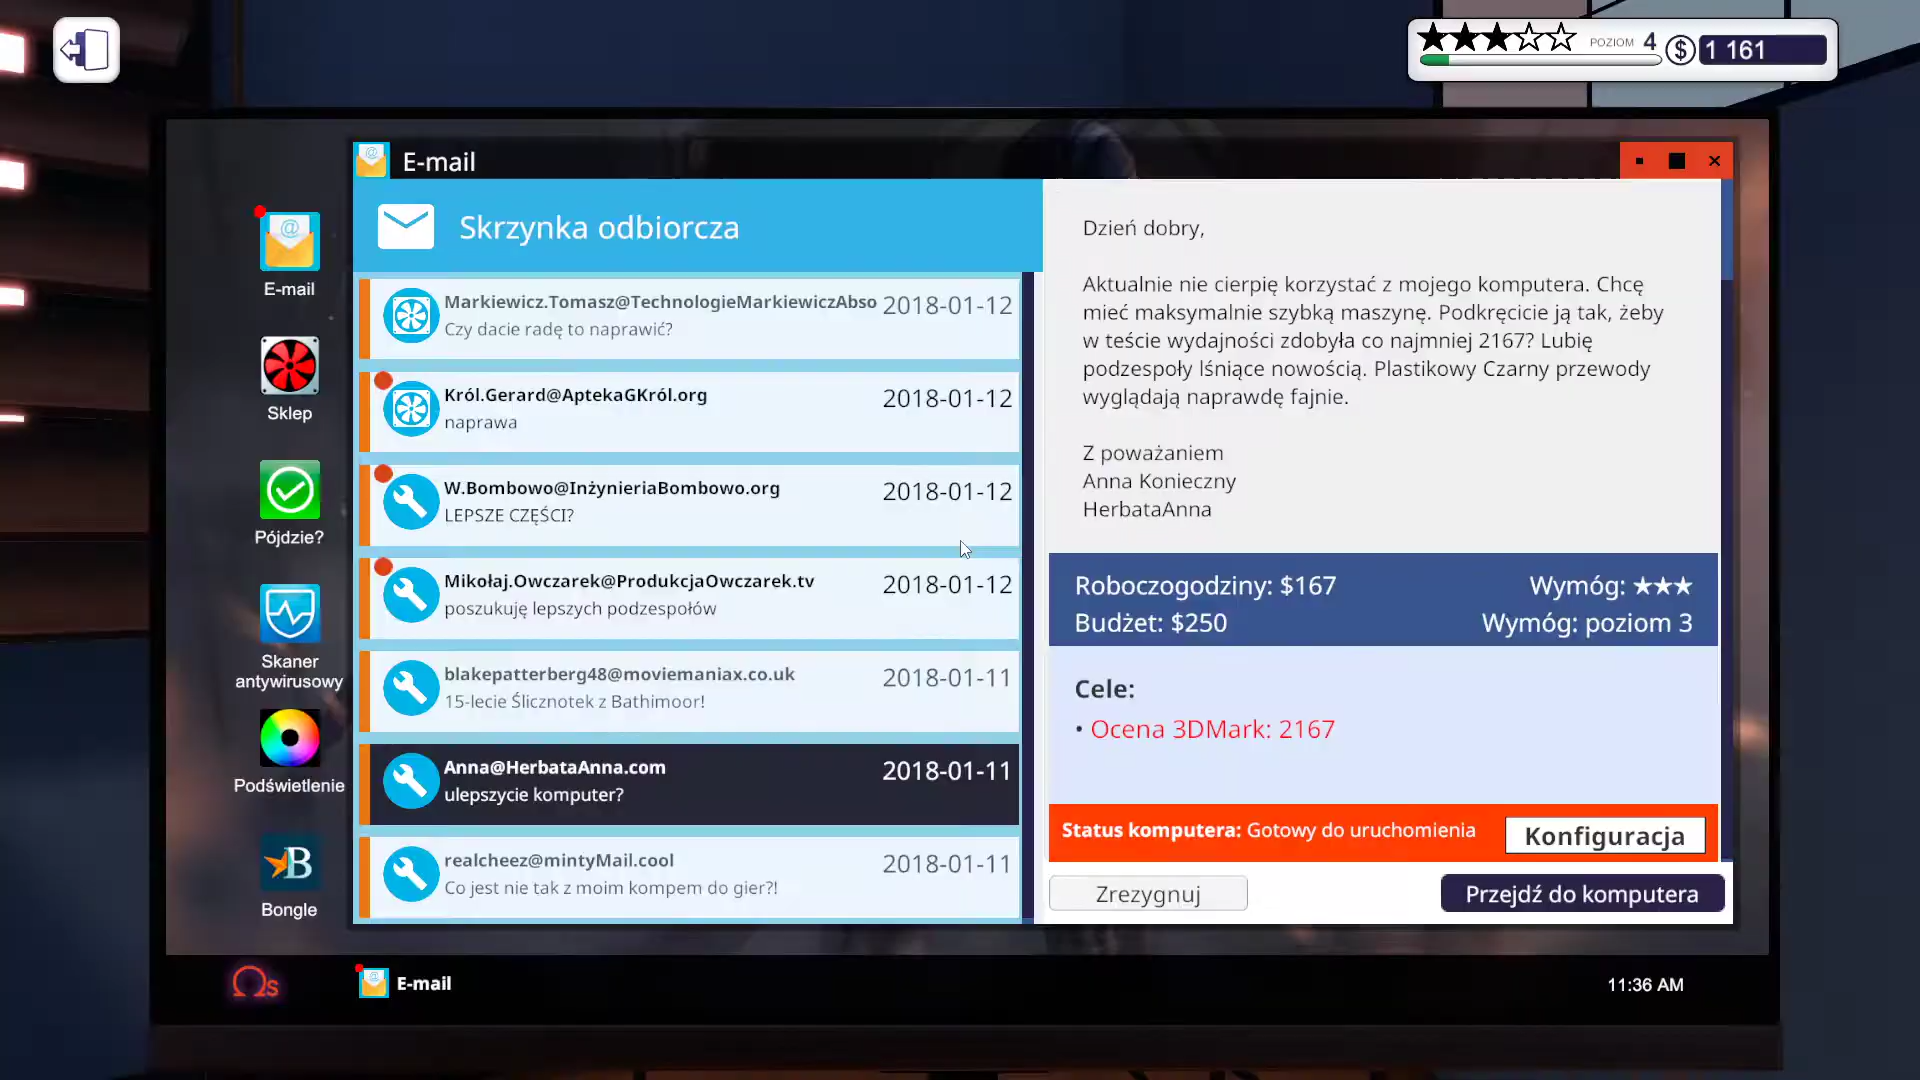 POZIOM 4
$ 1 161
E-mail
Skrzynka odbiorcza
E-mail
Sklep
Pójdzie?
Skaner
antywirusowy
Podświetlenie
Bongle
Markiewicz.Tomasz@TechnologieMarkiewiczAbso 2018-01-12
Czy dacie radę to naprawić?
Król.Gerard@AptekaGKról.org 2018-01-12
naprawa
W.Bombowo@InżynieriaBombowo.org 2018-01-12
LEPSZE CZĘŚCI?
Mikołaj.Owczarek@ProdukcjaOwczarek.tv 2018-01-12
poszukuję lepszych podzespołów
blakepatterberg48@moviemaniax.co.uk 2018-01-11
15-lecie Ślicznotek z Bathimoor!
Anna@HerbataAnna.com 2018-01-11
ulepszycie komputer?
realcheez@mintyMail.cool 2018-01-11
Co jest nie tak z moim kompem do gier?!
Dzień dobry,
Aktualnie nie cierpię korzystać z mojego komputera. Chcę
mieć maksymalnie szybką maszynę. Podkręcicie ją tak, żeby
w teście wydajności zdobyła co najmniej 2167? Lubię
podzespoły lśniące nowością. Plastikowy Czarny przewody
wyglądają naprawdę fajnie.
Z poważaniem
Anna Konieczny
HerbataAnna
Roboczogodziny: $167 Wymóg: ★★★
Budżet: $250 Wymóg: poziom 3
Cele:
• Ocena 3DMark: 2167
Status komputera: Gotowy do uruchomienia Konfiguracja
Zrezygnuj Przejdź do komputera
Ωs E-mail 11:36 AM